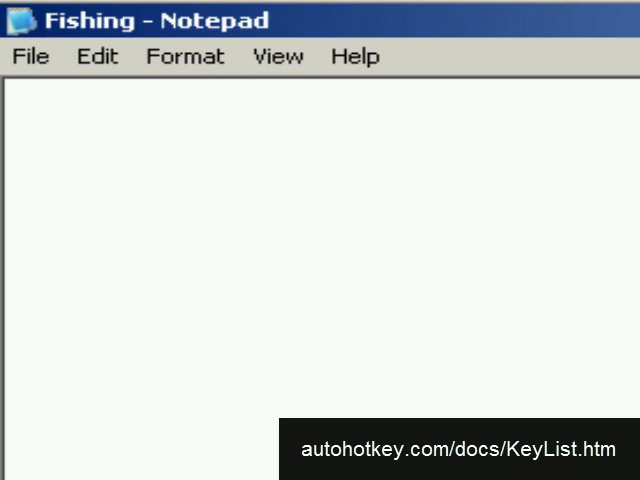 Fishing - Notepad
File Edit Format View Help
autohotkey.com/docs/KeyList.htm